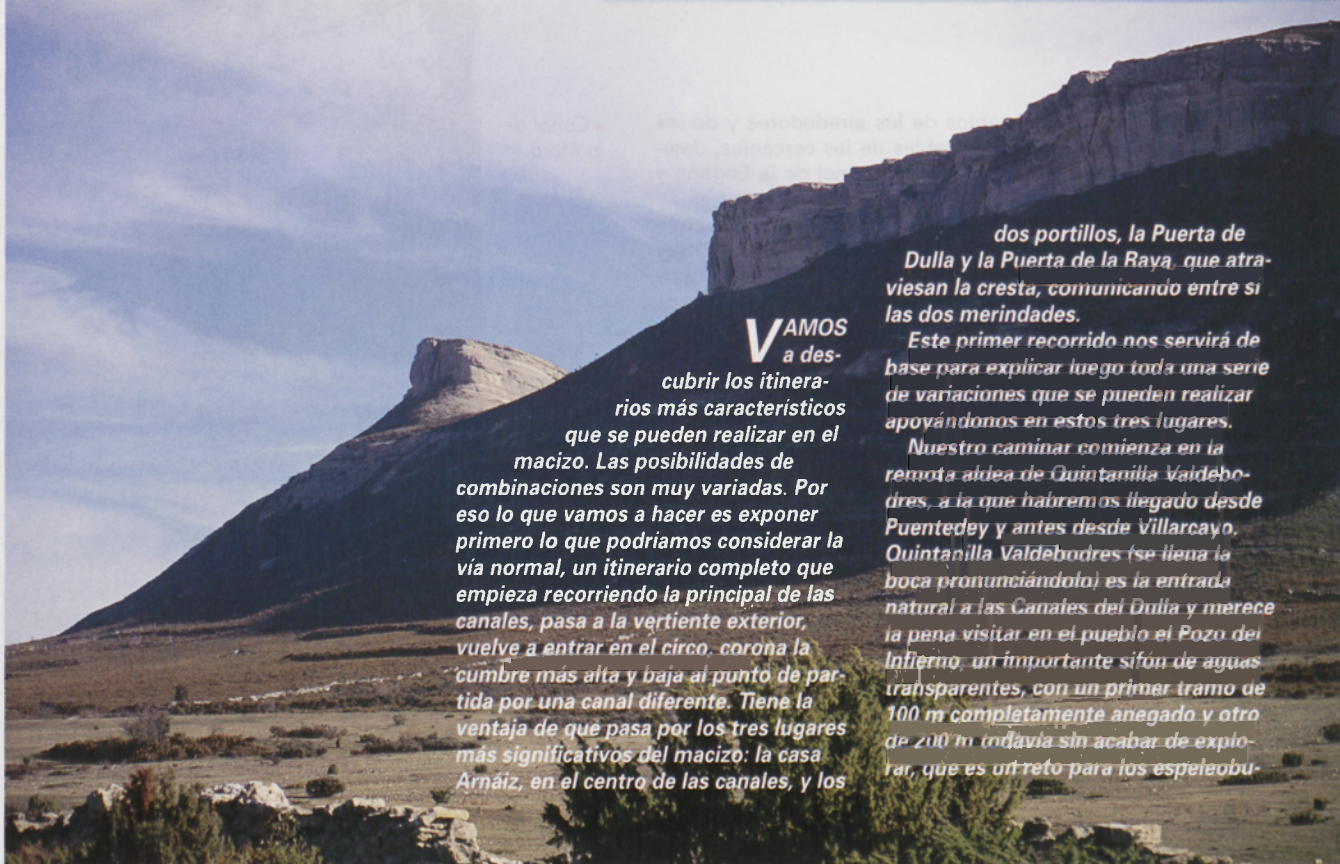 VAMOS
a des-
cubrir los itinera-
rios más característicos
que se pueden realizar en el
macizo. Las posibilidades de
combinaciones son muy variadas. Por
eso lo que vamos a hacer es exponer
primero lo que podríamos considerar la
vía normal, un itinerario completo que
empieza recorriendo la principal de las
canales, pasa a la vertiente exterior,
vuelve a entrar en el circo, corona la
cumbre más alta y baja al punto de par-
tida por una canal diferente. Tiene la
ventaja de que pasa por los tres lugares
más significativos del macizo: la casa
Arnáiz, en el centro de las canales, y los
dos portillos, la Puerta de
Dulla y la Puerta de la Raya, que atra-
viesan la cresta, comunicando entre sí
las dos merindades.
Este primer recorrido nos servirá de
base para explicar luego toda una serie
de variaciones que se pueden realizar
apoyándonos en estos tres lugares.
Nuestro caminar comienza en la
remota aldea de Quintanilla Valdebo-
dres, a la que habremos llegado desde
Puentedey y antes desde Villarcayo.
Quintanilla Valdebodres (se llena la
boca pronunciándolo) es la entrada
natural a las Canales del Dulla y merece
la pena visitar en el pueblo el Pozo del
Infierno, un importante sifón de aguas
transparentes, con un primer tramo de
100 m completamente anegado y otro
de 200 m todavía sin acabar de explo-
rar, que es un reto para los espeleobu-